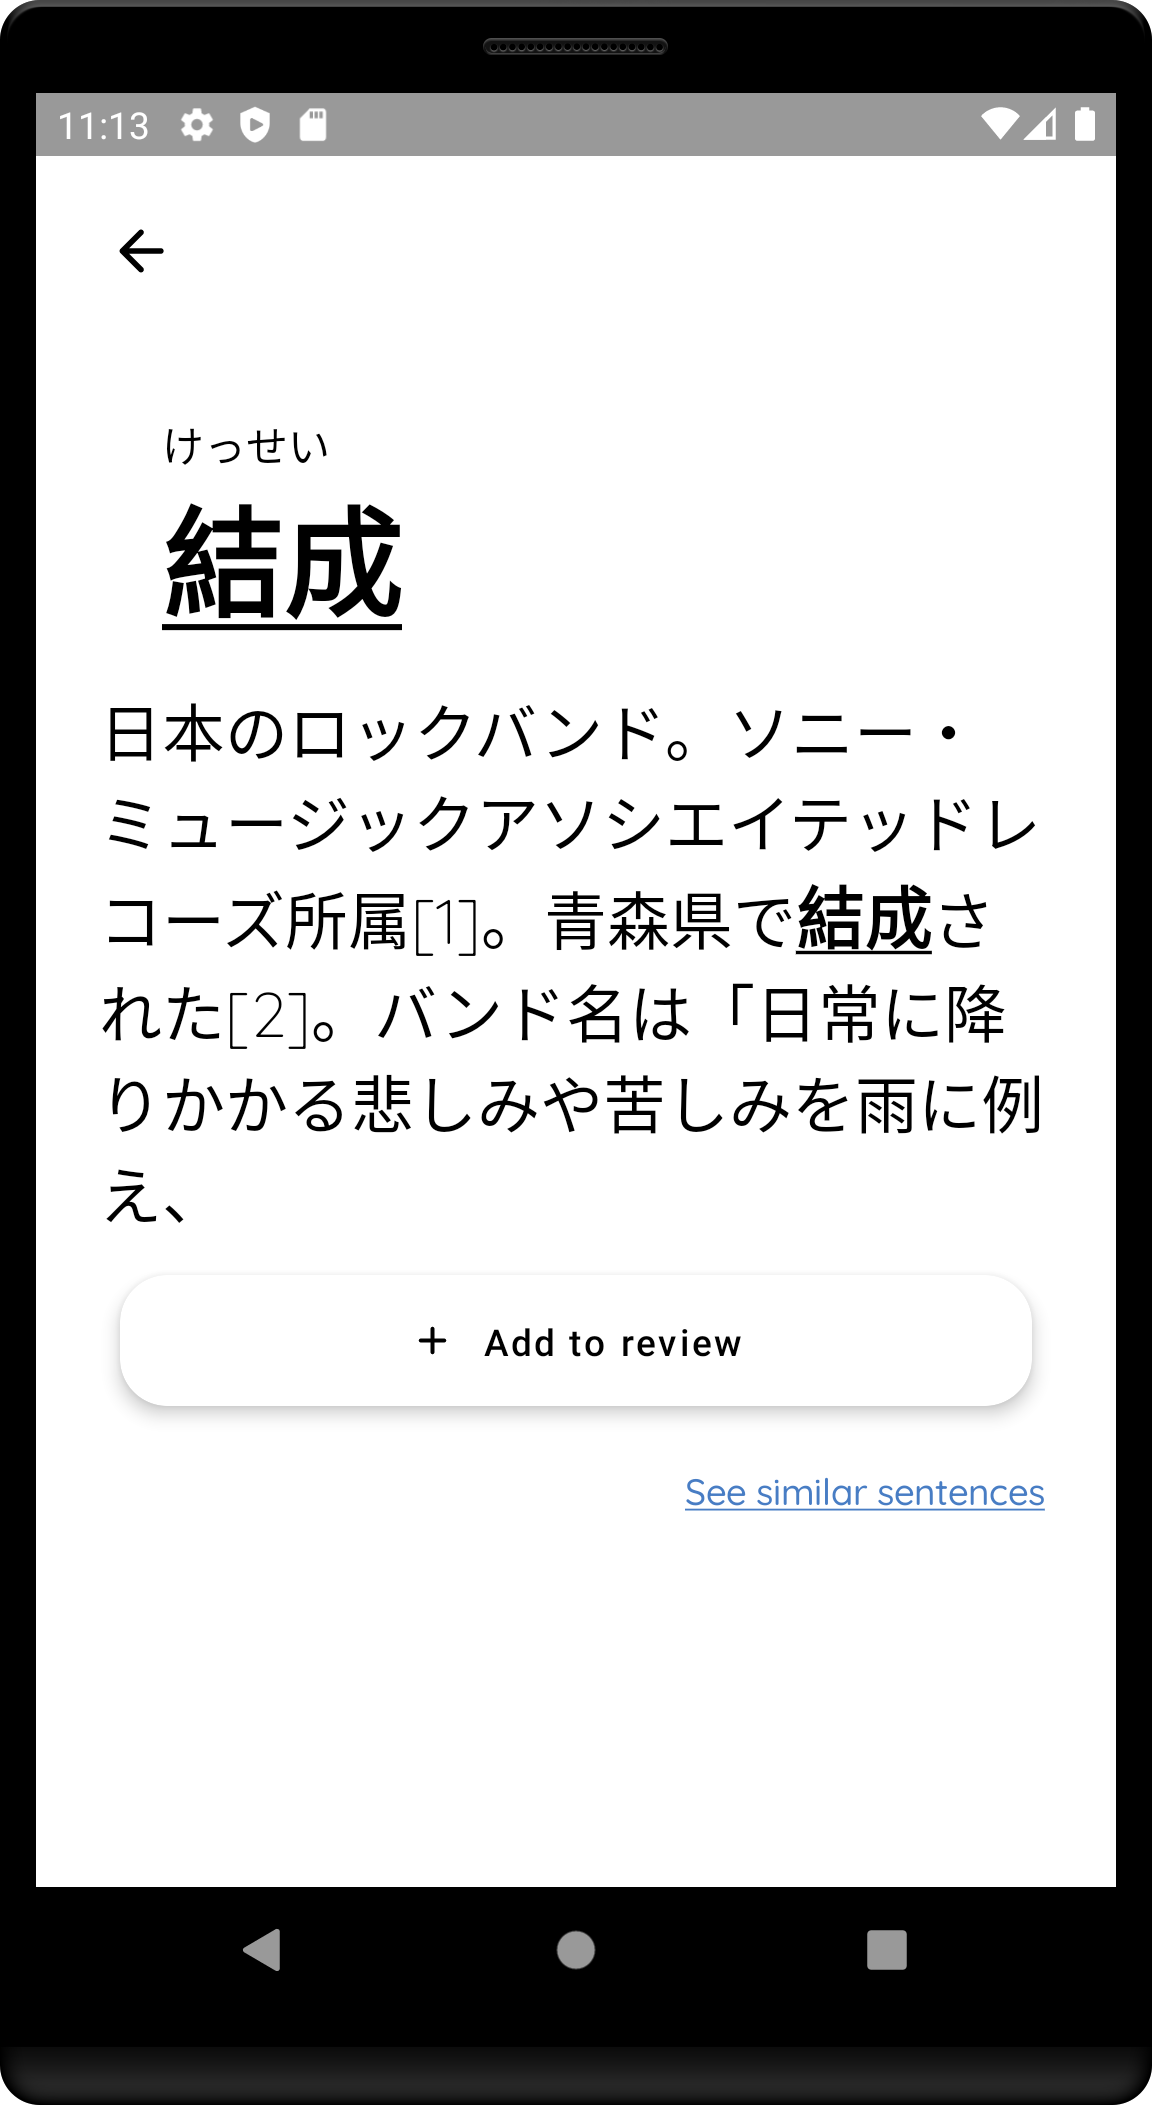 11:13
けっせい
結成
日本のロックバンド。ソニー・
ミュージックアソシエイテッドレ
コーズ所属[1]。青森県で結成さ
れた[2]。バンド名は「日常に降
りかかる悲しみや苦しみを雨に例
え、
+ Add to review
See similar sentences